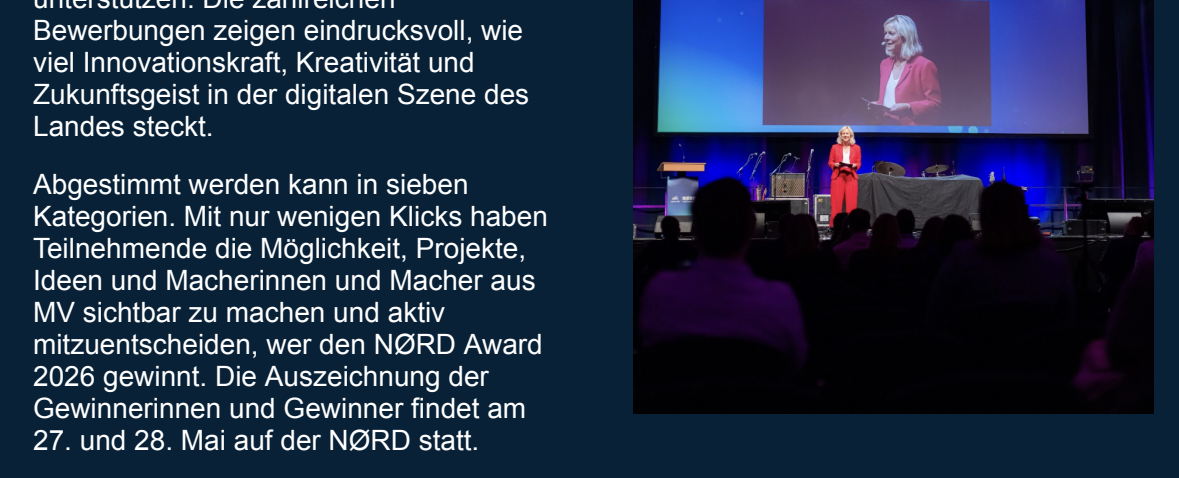 unterstützen. Die zahlreichen
Bewerbungen zeigen eindrucksvoll, wie
viel Innovationskraft, Kreativität und
Zukunftsgeist in der digitalen Szene des
Landes steckt.
Abgestimmt werden kann in sieben
Kategorien. Mit nur wenigen Klicks haben
Teilnehmende die Möglichkeit, Projekte,
Ideen und Macherinnen und Macher aus
MV sichtbar zu machen und aktiv
mitzuentscheiden, wer den NØRD Award
2026 gewinnt. Die Auszeichnung der
Gewinnerinnen und Gewinner findet am
27. und 28. Mai auf der NØRD statt.